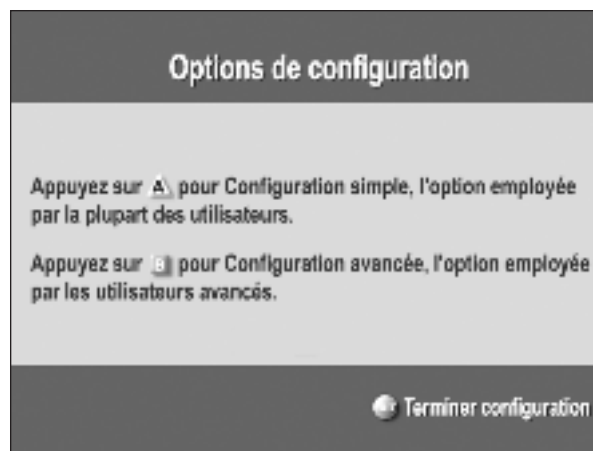 Options de configuration
Appuyez sur A pour Configuration simple, l'option employée
par la plupart des utilisateurs.
Appuyez sur B pour Configuration avancée, l'option employée
par les utilisateurs avancés.
Terminer configuration